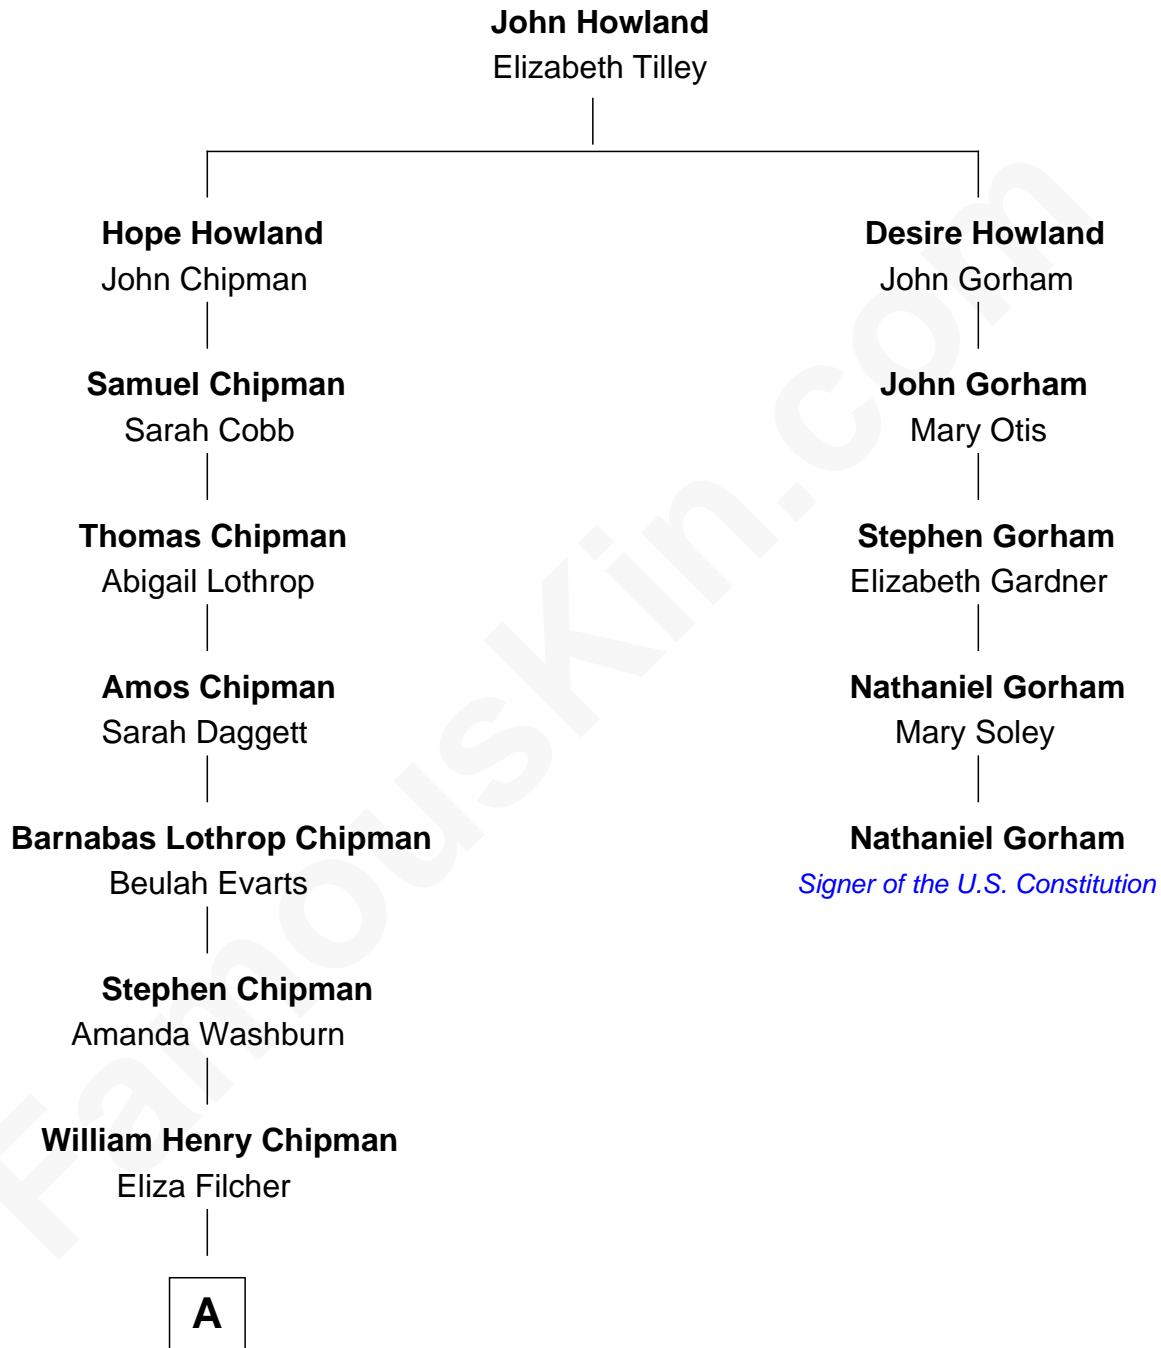 John Howland
Elizabeth Tilley
Hope Howland
John Chipman
Desire Howland
John Gorham
Samuel Chipman
Sarah Cobb
John Gorham
Mary Otis
Thomas Chipman
Abigail Lothrop
Stephen Gorham
Elizabeth Gardner
Amos Chipman
Sarah Daggett
Nathaniel Gorham
Mary Soley
Barnabas Lothrop Chipman
Beulah Evarts
Nathaniel Gorham
Signer of the U.S. Constitution
Stephen Chipman
Amanda Washburn
William Henry Chipman
Eliza Filcher
A
FamousKin.com